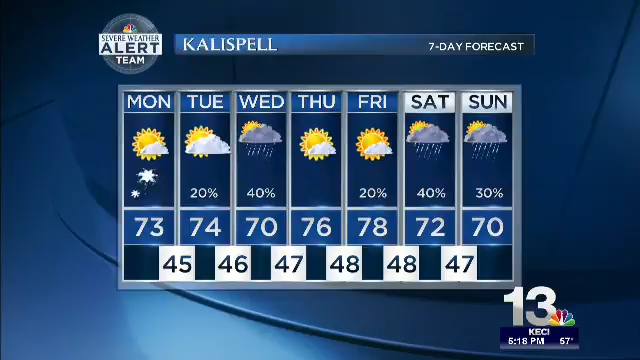 SEVERE WEATHER
ALERT
TEAM
KALISPELL
7-DAY FORECAST
MON TUE WED THU FRI SAT SUN
20% 40% 20% 40% 30%
73 74 70 76 78 72 70
45 46 47 48 48 47
13
KECI
5:18 PM 57°